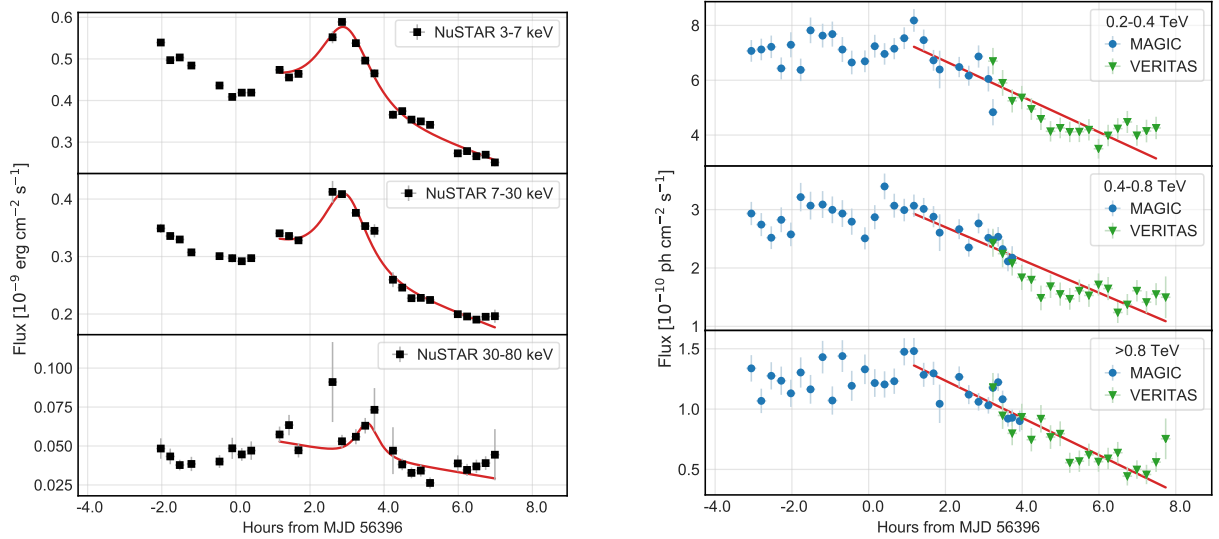 NuSTAR 3-7 keV
0.6
0.5
0.4
0.3
NuSTAR 7-30 keV
0.4
0.3
0.2
NuSTAR 30-80 keV
0.100
0.075
0.050
0.025
-4.0 -2.0 0.0 2.0 4.0 6.0 8.0
Hours from MJD 56396
Flux [10⁻⁹ erg cm⁻² s⁻¹]
0.2-0.4 TeV
MAGIC
VERITAS
8
6
4
0.4-0.8 TeV
MAGIC
VERITAS
3
2
1
>0.8 TeV
MAGIC
VERITAS
1.5
1.0
0.5
-4.0 -2.0 0.0 2.0 4.0 6.0 8.0
Hours from MJD 56396
Flux [10⁻¹⁰ ph cm⁻² s⁻¹]